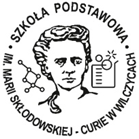 • SZKOŁA PODSTAWOWA •
IM. MARII SKŁODOWSKIEJ - CURIE W WILCZYCACH